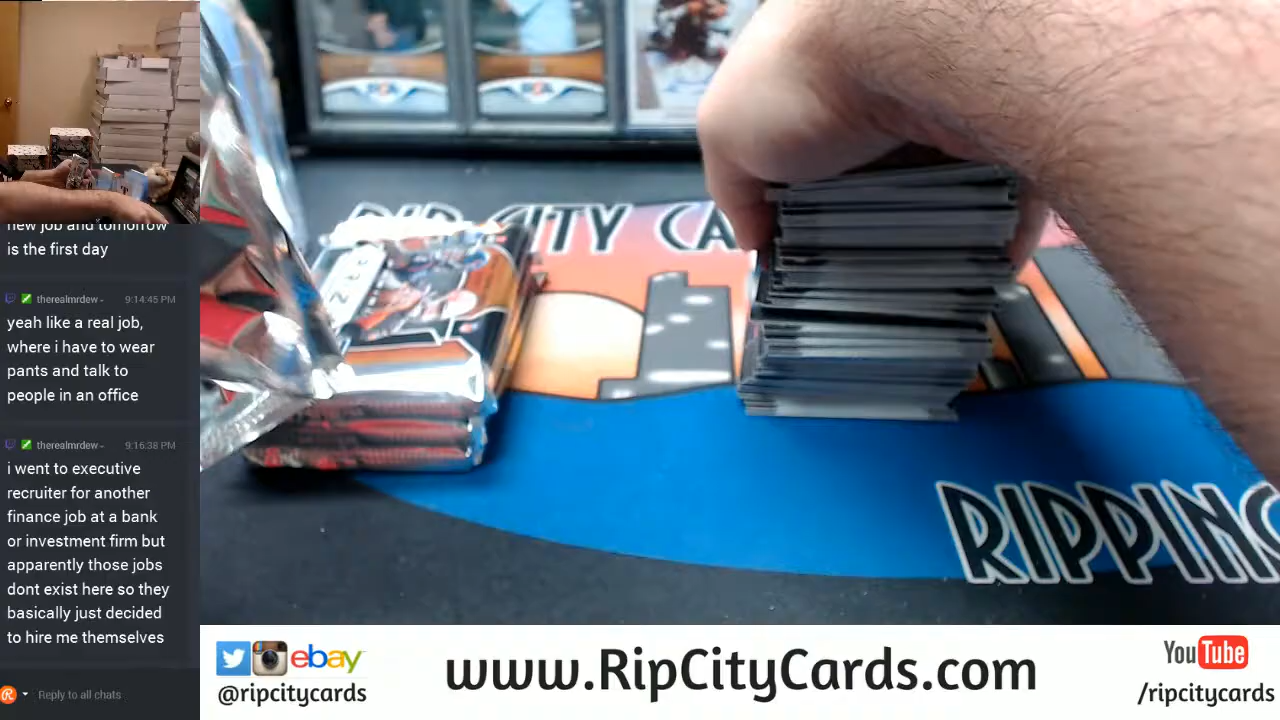 new job and tomorrow
is the first day
therealmrdew
9:14:45 PM
yeah like a real job,
where i have to wear
pants and talk to
people in an office
therealmrdew
9:16:38 PM
i went to executive
recruiter for another
finance job at a bank
or investment firm but
apparently those jobs
dont exist here so they
basically just decided
to hire me themselves
Reply to all chats
RIP CITY CA
RIPPING
ebay
@ripcitycards
www.RipCityCards.com
YouTube
/ripcitycards